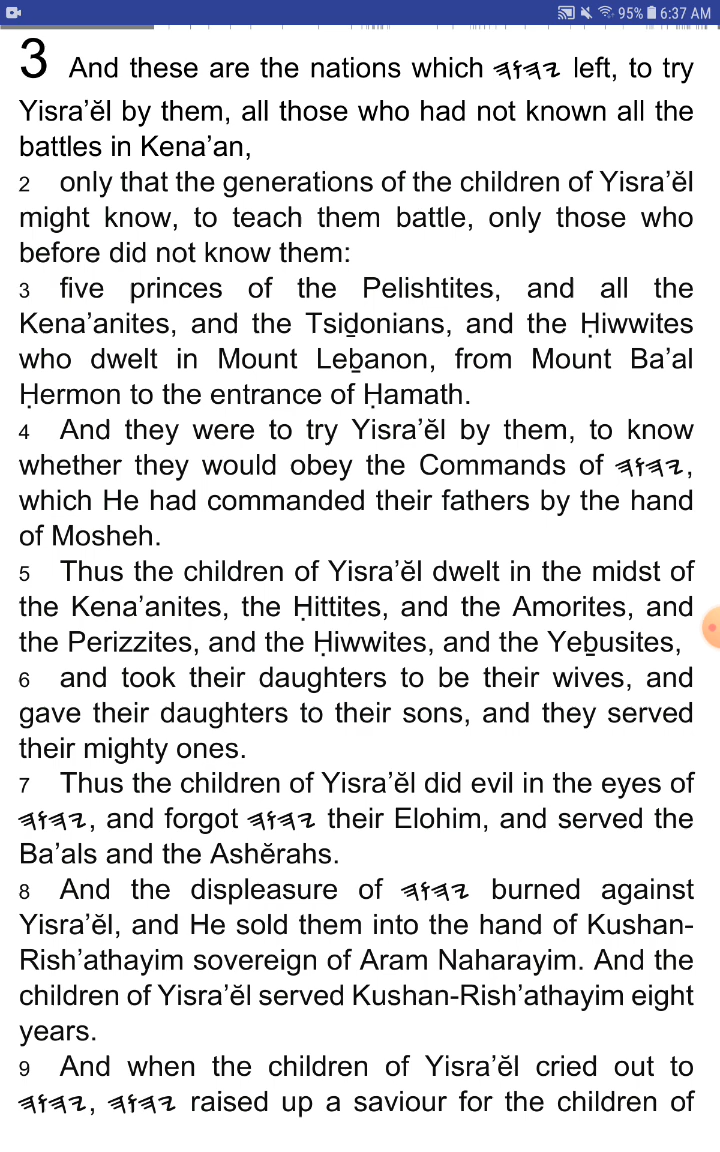 95% 6:37 AM
3 And these are the nations which 𐤉𐤄𐤅𐤄 left, to try
Yisra’ĕl by them, all those who had not known all the
battles in Kena’an,
2 only that the generations of the children of Yisra’ĕl
might know, to teach them battle, only those who
before did not know them:
3 five princes of the Pelishtites, and all the
Kena’anites, and the Tsiḏonians, and the Ḥiwwites
who dwelt in Mount Leḇanon, from Mount Ba’al
Ḥermon to the entrance of Ḥamath.
4 And they were to try Yisra’ĕl by them, to know
whether they would obey the Commands of 𐤉𐤄𐤅𐤄,
which He had commanded their fathers by the hand
of Mosheh.
5 Thus the children of Yisra’ĕl dwelt in the midst of
the Kena’anites, the Ḥittites, and the Amorites, and
the Perizzites, and the Ḥiwwites, and the Yeḇusites,
6 and took their daughters to be their wives, and
gave their daughters to their sons, and they served
their mighty ones.
7 Thus the children of Yisra’ĕl did evil in the eyes of
𐤉𐤄𐤅𐤄, and forgot 𐤉𐤄𐤅𐤄 their Elohim, and served the
Ba’als and the Ashĕrahs.
8 And the displeasure of 𐤉𐤄𐤅𐤄 burned against
Yisra’ĕl, and He sold them into the hand of Kushan-
Rish’athayim sovereign of Aram Naharayim. And the
children of Yisra’ĕl served Kushan-Rish’athayim eight
years.
9 And when the children of Yisra’ĕl cried out to
𐤉𐤄𐤅𐤄, 𐤉𐤄𐤅𐤄 raised up a saviour for the children of